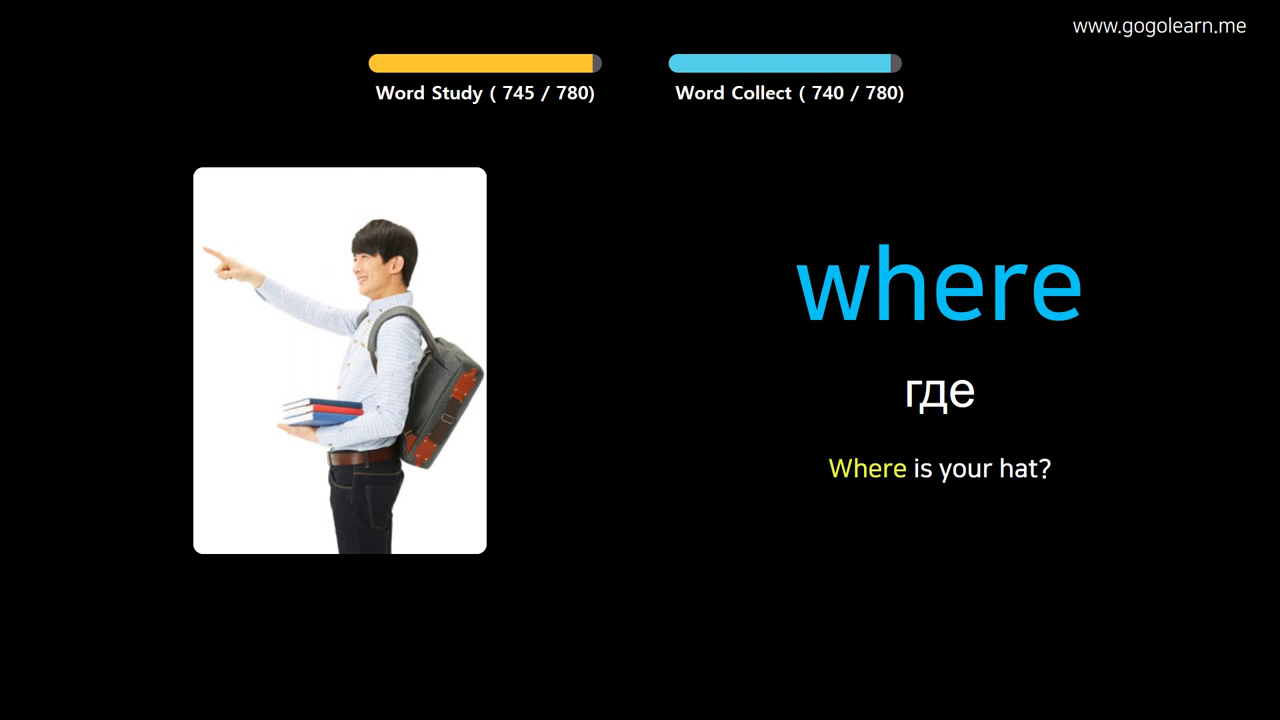 www.gogolearn.me
Word Study ( 745 / 780)
Word Collect ( 740 / 780)
where
где
Where is your hat?